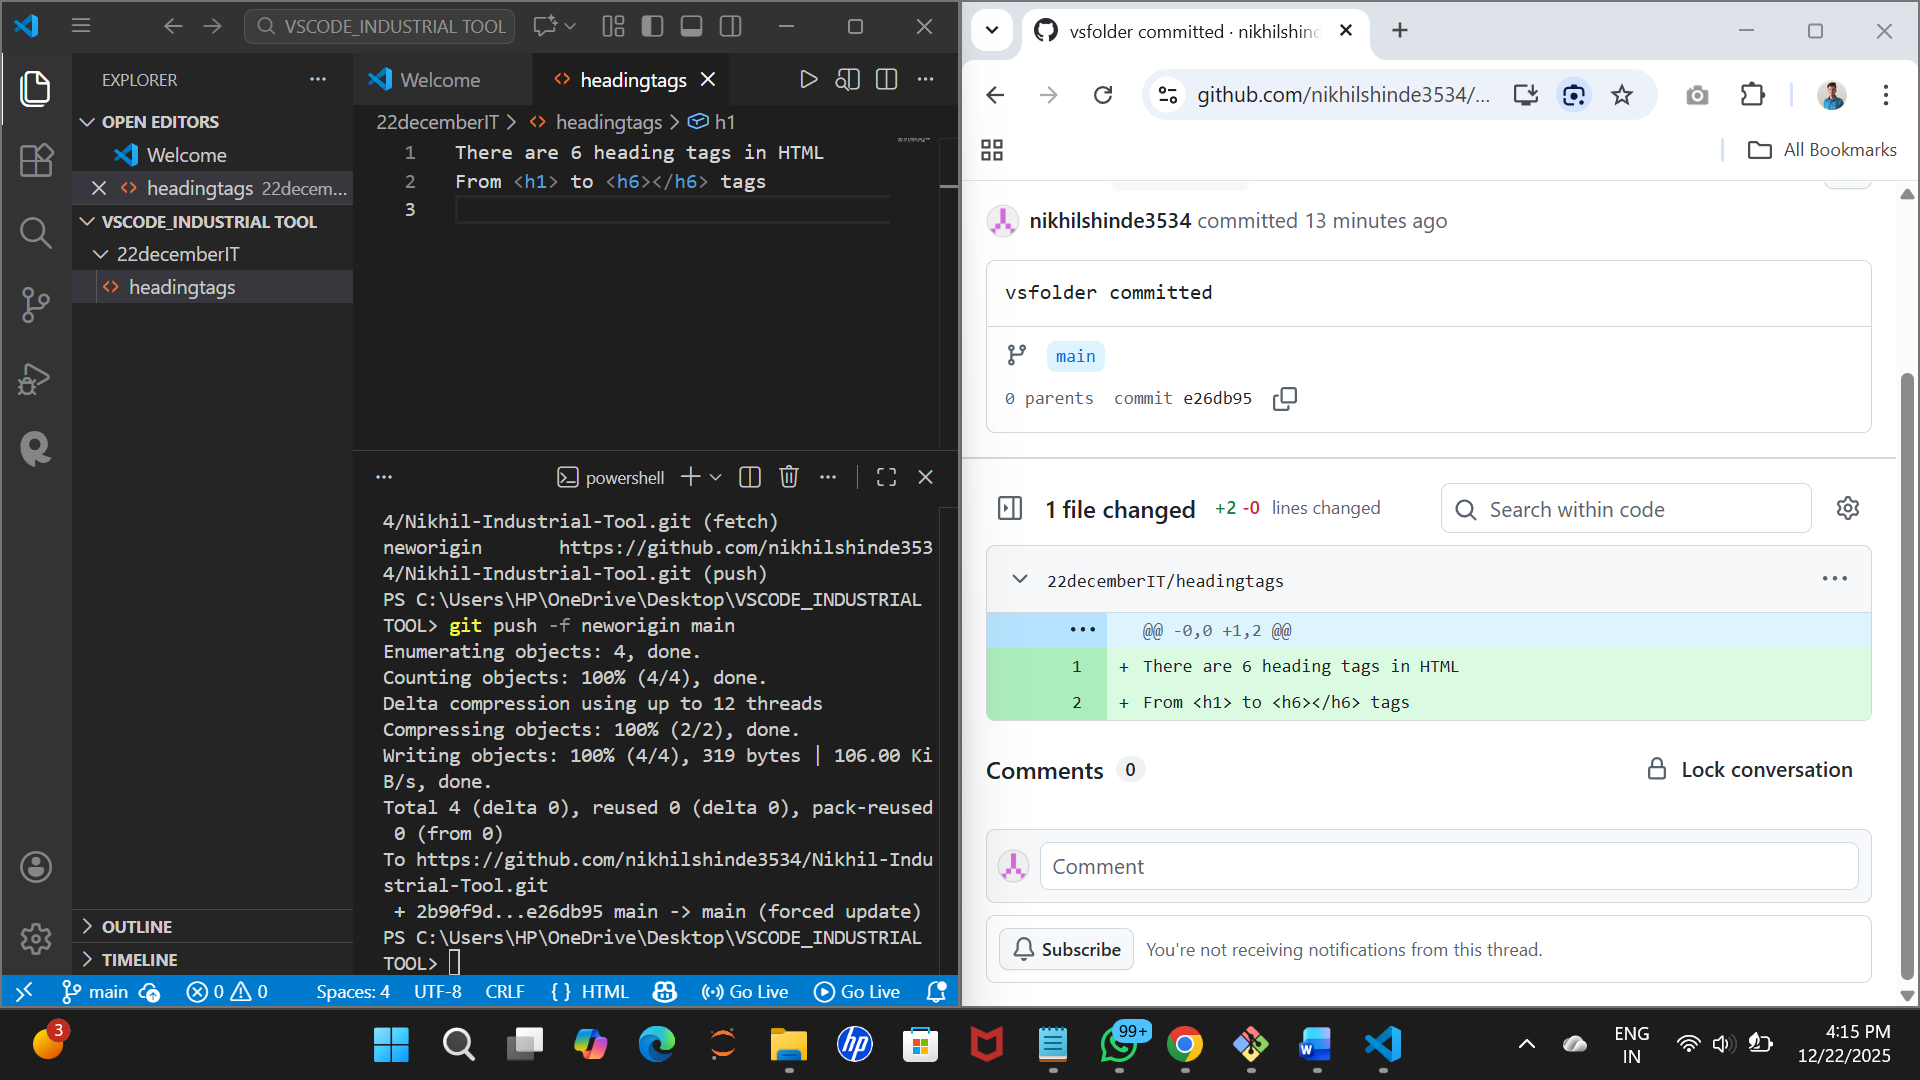 VSCODE_INDUSTRIAL TOOL
EXPLORER
OPEN EDITORS
Welcome
headingtags 22decem...
VSCODE_INDUSTRIAL TOOL
22decemberIT
headingtags
OUTLINE
TIMELINE
Welcome
headingtags
22decemberIT > headingtags > h1
1 There are 6 heading tags in HTML
2 From <h1> to <h6></h6> tags
3
powershell
4/Nikhil-Industrial-Tool.git (fetch)
neworigin https://github.com/nikhilshinde353
4/Nikhil-Industrial-Tool.git (push)
PS C:\Users\HP\OneDrive\Desktop\VSCODE_INDUSTRIAL
TOOL> git push -f neworigin main
Enumerating objects: 4, done.
Counting objects: 100% (4/4), done.
Delta compression using up to 12 threads
Compressing objects: 100% (2/2), done.
Writing objects: 100% (4/4), 319 bytes | 106.00 Ki
B/s, done.
Total 4 (delta 0), reused 0 (delta 0), pack-reused
0 (from 0)
To https://github.com/nikhilshinde3534/Nikhil-Indu
strial-Tool.git
+ 2b90f9d...e26db95 main -> main (forced update)
PS C:\Users\HP\OneDrive\Desktop\VSCODE_INDUSTRIAL
TOOL>
main 0 0 Spaces: 4 UTF-8 CRLF { } HTML Go Live Go Live
vsfolder committed · nikhilshind
github.com/nikhilshinde3534/...
All Bookmarks
nikhilshinde3534 committed 13 minutes ago
vsfolder committed
main
0 parents commit e26db95
1 file changed +2 -0 lines changed
Search within code
22decemberIT/headingtags
@@ -0,0 +1,2 @@
1 + There are 6 heading tags in HTML
2 + From <h1> to <h6></h6> tags
Comments 0
Lock conversation
Comment
Subscribe You're not receiving notifications from this thread.
3
hp
99+
W
ENG
IN
4:15 PM
12/22/2025